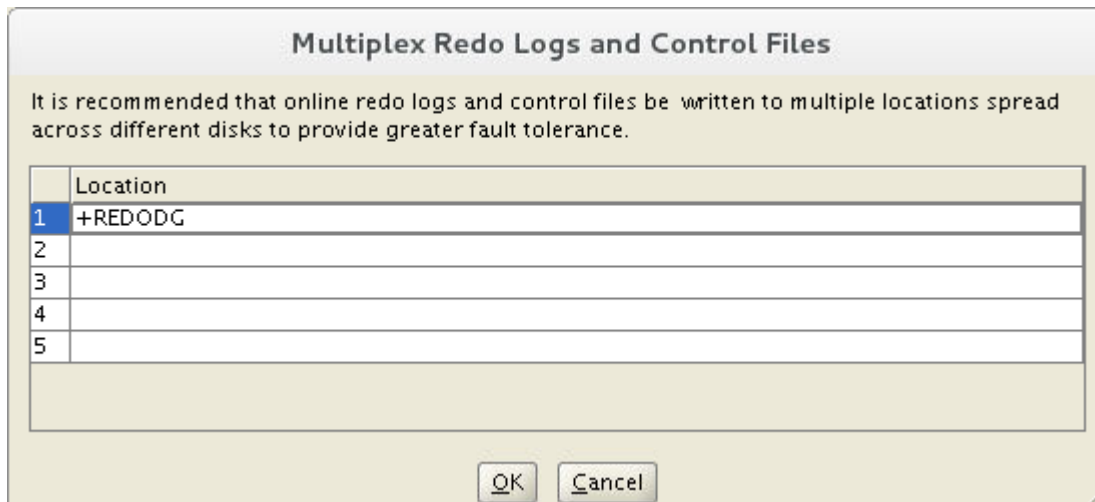 Multiplex Redo Logs and Control Files
It is recommended that online redo logs and control files be written to multiple locations spread
across different disks to provide greater fault tolerance.
Location
1 +REDODG
2
3
4
5
OK Cancel